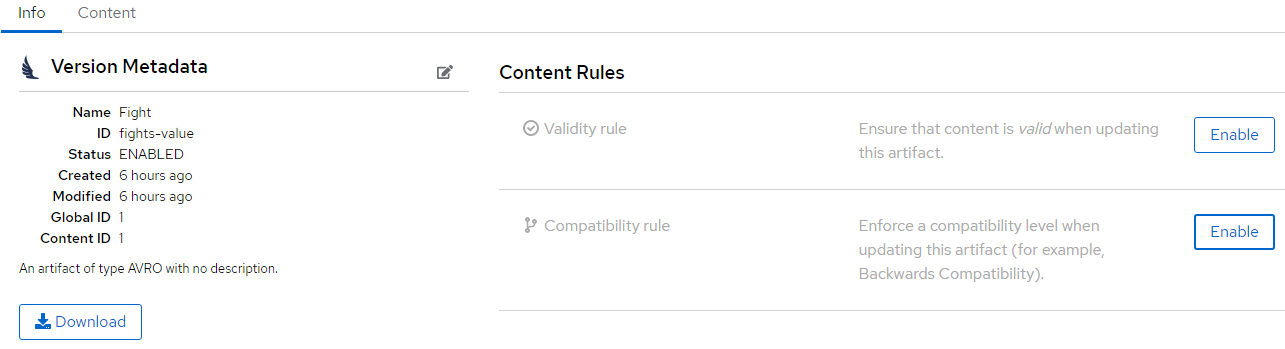 Info Content
Version Metadata
Name Fight
ID fights-value
Status ENABLED
Created 6 hours ago
Modified 6 hours ago
Global ID 1
Content ID 1
An artifact of type AVRO with no description.
Download
Content Rules
Validity rule
Ensure that content is valid when updating
this artifact.
Enable
Compatibility rule
Enforce a compatibility level when
updating this artifact (for example,
Backwards Compatibility).
Enable